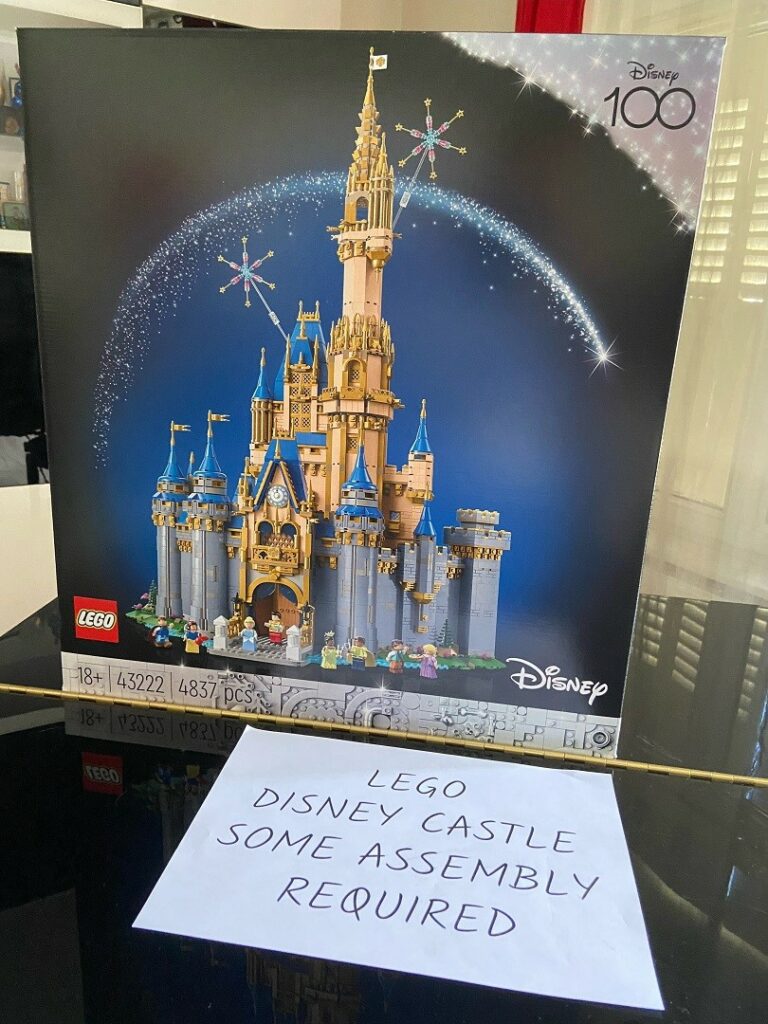 Disney
100
LEGO
Disney
18+ 43222 4837 pcs
LEGO
DISNEY CASTLE
SOME ASSEMBLY
REQUIRED